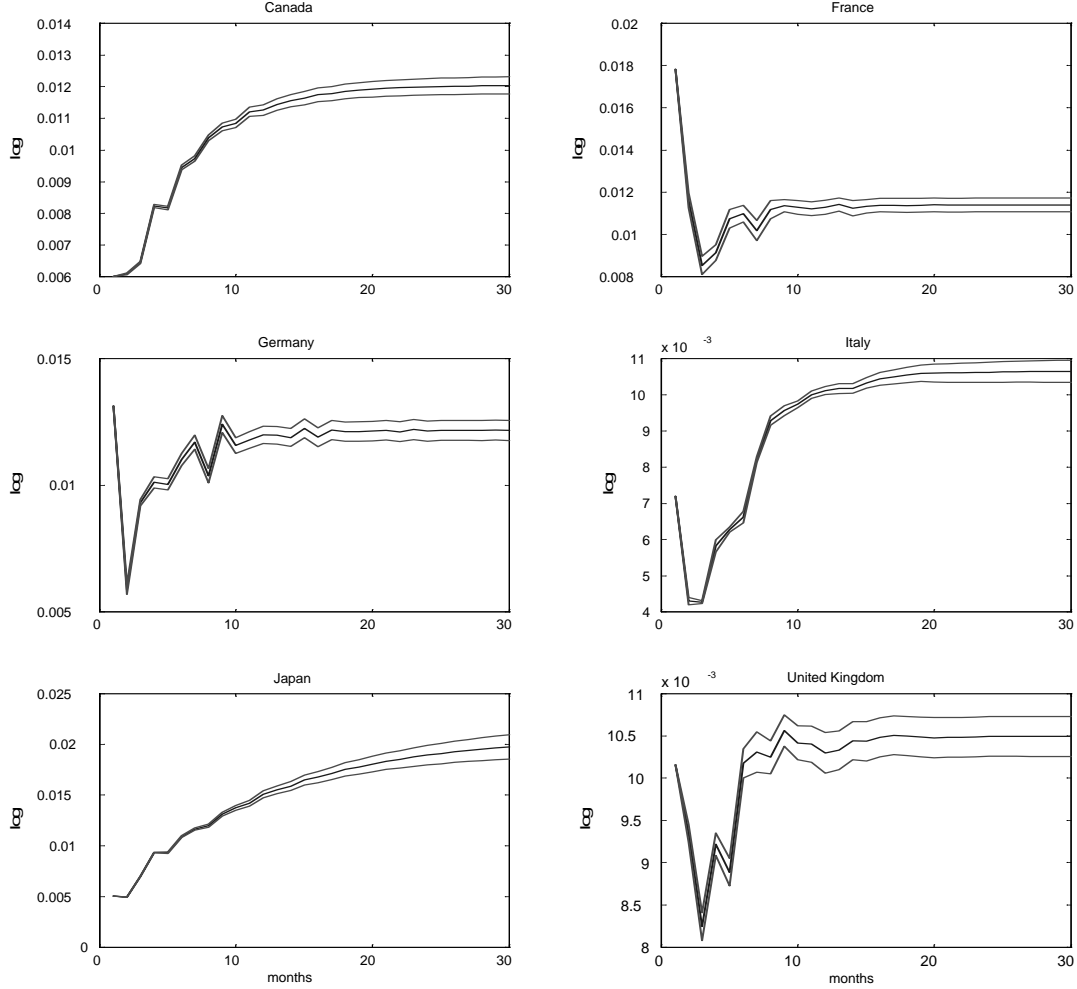 Canada
0.014
0.013
0.012
0.011
0.01
0.009
0.008
0.007
0.006
log
0 10 20 30
France
0.02
0.018
0.016
0.014
0.012
0.01
0.008
log
0 10 20 30
Germany
0.015
0.01
0.005
log
0 10 20 30
Italy
x 10 -3
11
10
9
8
7
6
5
4
log
0 10 20 30
Japan
0.025
0.02
0.015
0.01
0.005
0
log
0 10 20 30
months
United Kingdom
x 10 -3
11
10.5
10
9.5
9
8.5
8
log
0 10 20 30
months